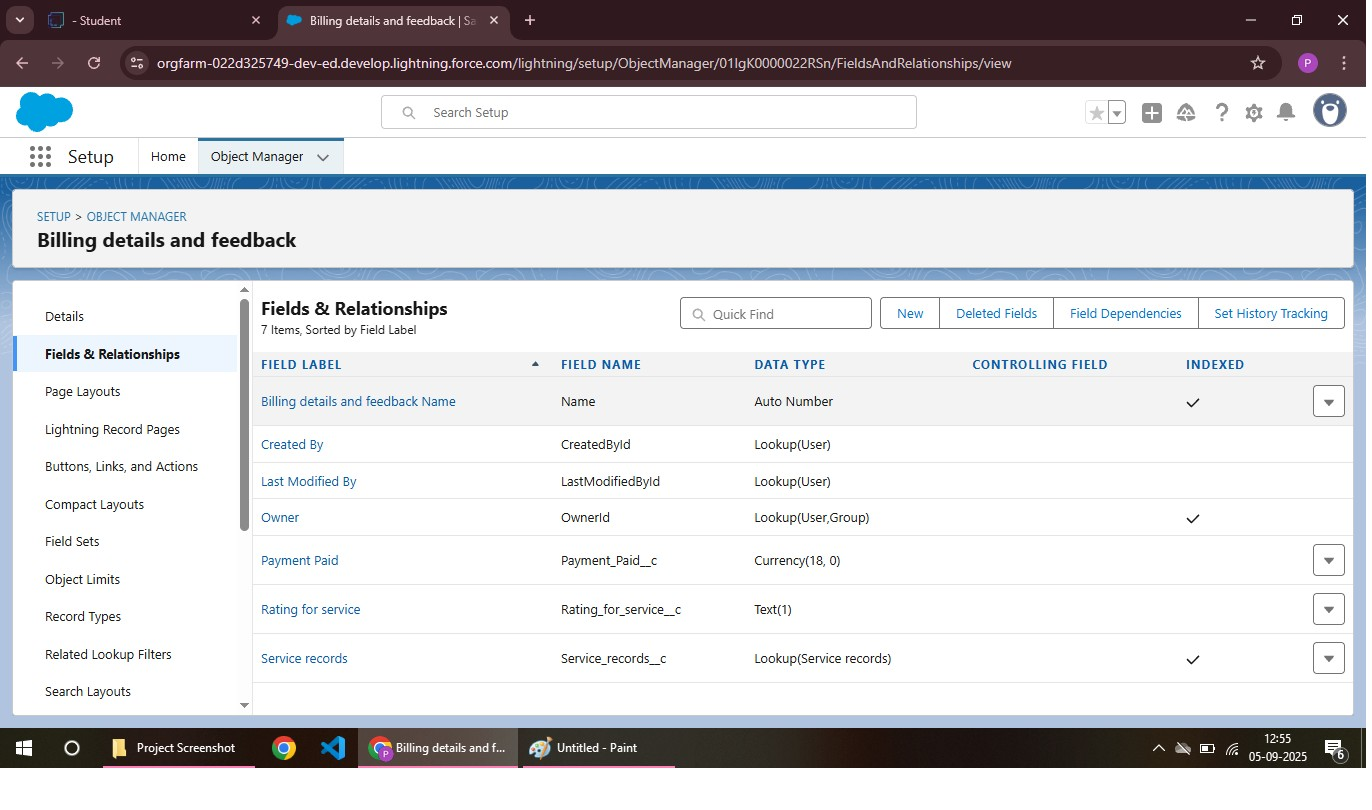 - Student
Billing details and feedback | Sa
orgfarm-022d325749-dev-ed.develop.lightning.force.com/lightning/setup/ObjectManager/01IgK0000022RSn/FieldsAndRelationships/view
P
Search Setup
Setup
Home
Object Manager
SETUP > OBJECT MANAGER
Billing details and feedback
Details
Fields & Relationships
Page Layouts
Lightning Record Pages
Buttons, Links, and Actions
Compact Layouts
Field Sets
Object Limits
Record Types
Related Lookup Filters
Search Layouts
Fields & Relationships
7 Items, Sorted by Field Label
Quick Find
New
Deleted Fields
Field Dependencies
Set History Tracking
FIELD LABEL FIELD NAME DATA TYPE CONTROLLING FIELD INDEXED
Billing details and feedback Name Name Auto Number
Created By CreatedById Lookup(User)
Last Modified By LastModifiedById Lookup(User)
Owner OwnerId Lookup(User,Group)
Payment Paid Payment_Paid__c Currency(18, 0)
Rating for service Rating_for_service__c Text(1)
Service records Service_records__c Lookup(Service records)
Project Screenshot
P
Billing details and f...
Untitled - Paint
12:55
05-09-2025
6